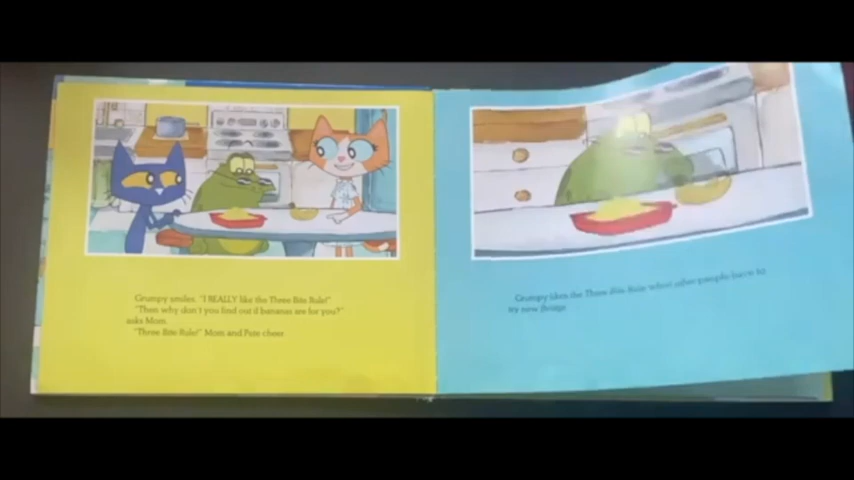 Grumpy smiles. "I REALLY like the Three Bite Rule!"
"Then why don't you find out if bananas are for you?"
asks Mom.
"Three Bite Rule!" Mom and Pete cheer.
Grumpy likes the Three Bite Rule when other people have to
try new things.